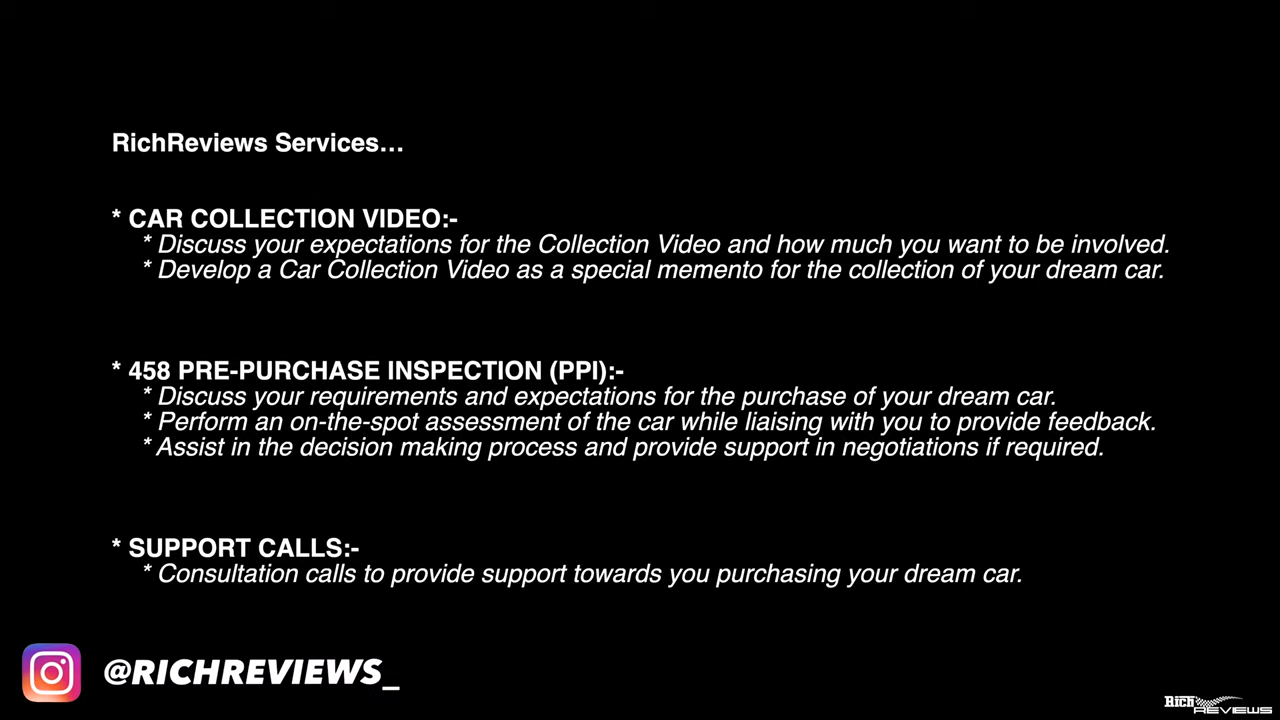 RichReviews Services…
* CAR COLLECTION VIDEO:-
* Discuss your expectations for the Collection Video and how much you want to be involved.
* Develop a Car Collection Video as a special memento for the collection of your dream car.
* 458 PRE-PURCHASE INSPECTION (PPI):-
* Discuss your requirements and expectations for the purchase of your dream car.
* Perform an on-the-spot assessment of the car while liaising with you to provide feedback.
* Assist in the decision making process and provide support in negotiations if required.
* SUPPORT CALLS:-
* Consultation calls to provide support towards you purchasing your dream car.
@RICHREVIEWS_
Rich
REVIEWS